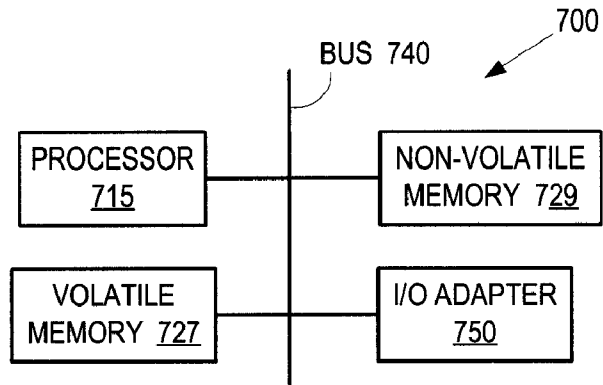 700
BUS 740
PROCESSOR
715
NON-VOLATILE
MEMORY 729
VOLATILE
MEMORY 727
I/O ADAPTER
750